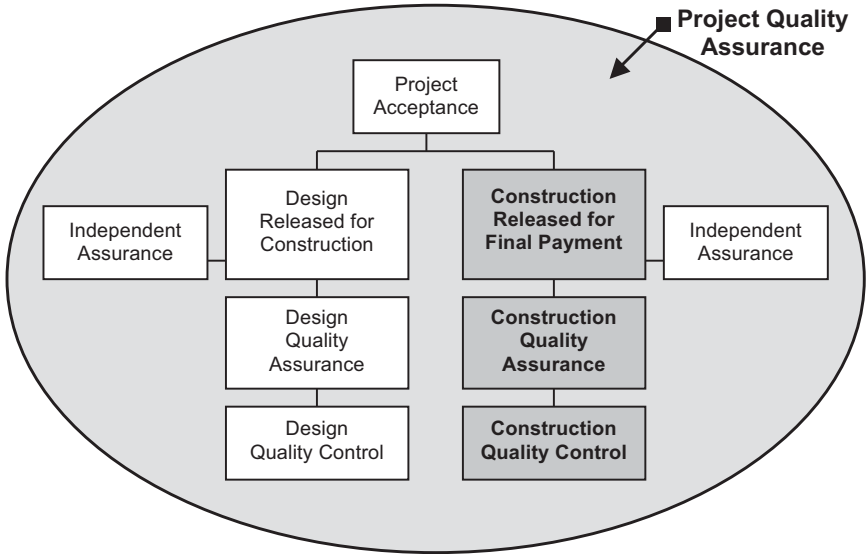 Project Quality
Assurance
Project
Acceptance
Independent
Assurance
Design
Released for
Construction
Construction
Released for
Final Payment
Independent
Assurance
Design
Quality
Assurance
Construction
Quality
Assurance
Design
Quality Control
Construction
Quality Control